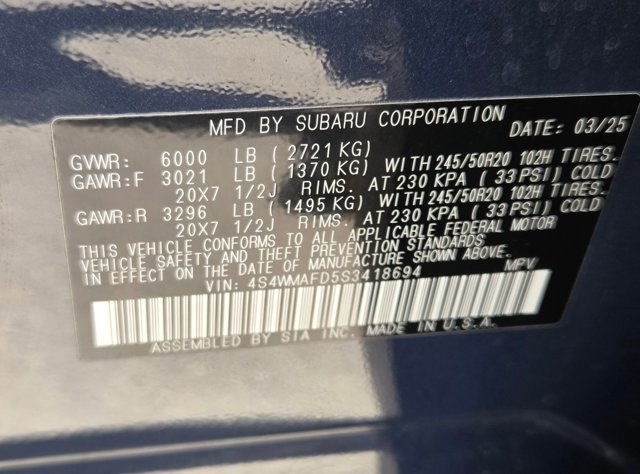 MFD BY SUBARU CORPORATION DATE: 03/25
GVWR: 6000 LB ( 2721 KG)
GAWR:F 3021 LB ( 1370 KG) WITH 245/50R20 102H TIRES.
20X7 1/2J RIMS. AT 230 KPA ( 33 PSI) COLD
GAWR:R 3296 LB ( 1495 KG) WITH 245/50R20 102H TIRES.
20X7 1/2J RIMS. AT 230 KPA ( 33 PSI) COLD
THIS VEHICLE CONFORMS TO ALL APPLICABLE FEDERAL MOTOR
VEHICLE SAFETY AND THEFT PREVENTION STANDARDS
IN EFFECT ON THE DATE OF MANUFACTURE SHOWN ABOVE.
VIN: 4S4WMAFD5S3418694 MPV
ASSEMBLED BY SIA INC. MADE IN U.S.A.